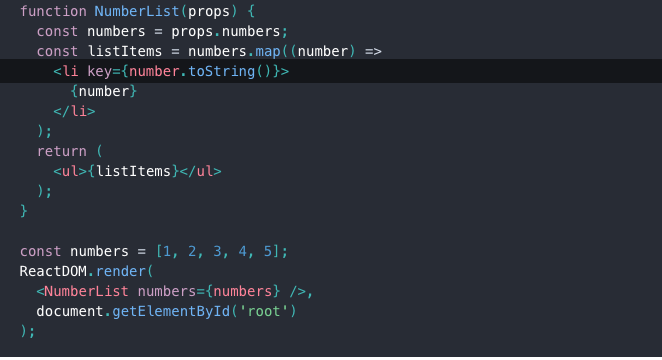 function NumberList(props) {
  const numbers = props.numbers;
  const listItems = numbers.map((number) =>
    <li key={number.toString()}>
      {number}
    </li>
  );
  return (
    <ul>{listItems}</ul>
  );
}

const numbers = [1, 2, 3, 4, 5];
ReactDOM.render(
  <NumberList numbers={numbers} />,
  document.getElementById('root')
);